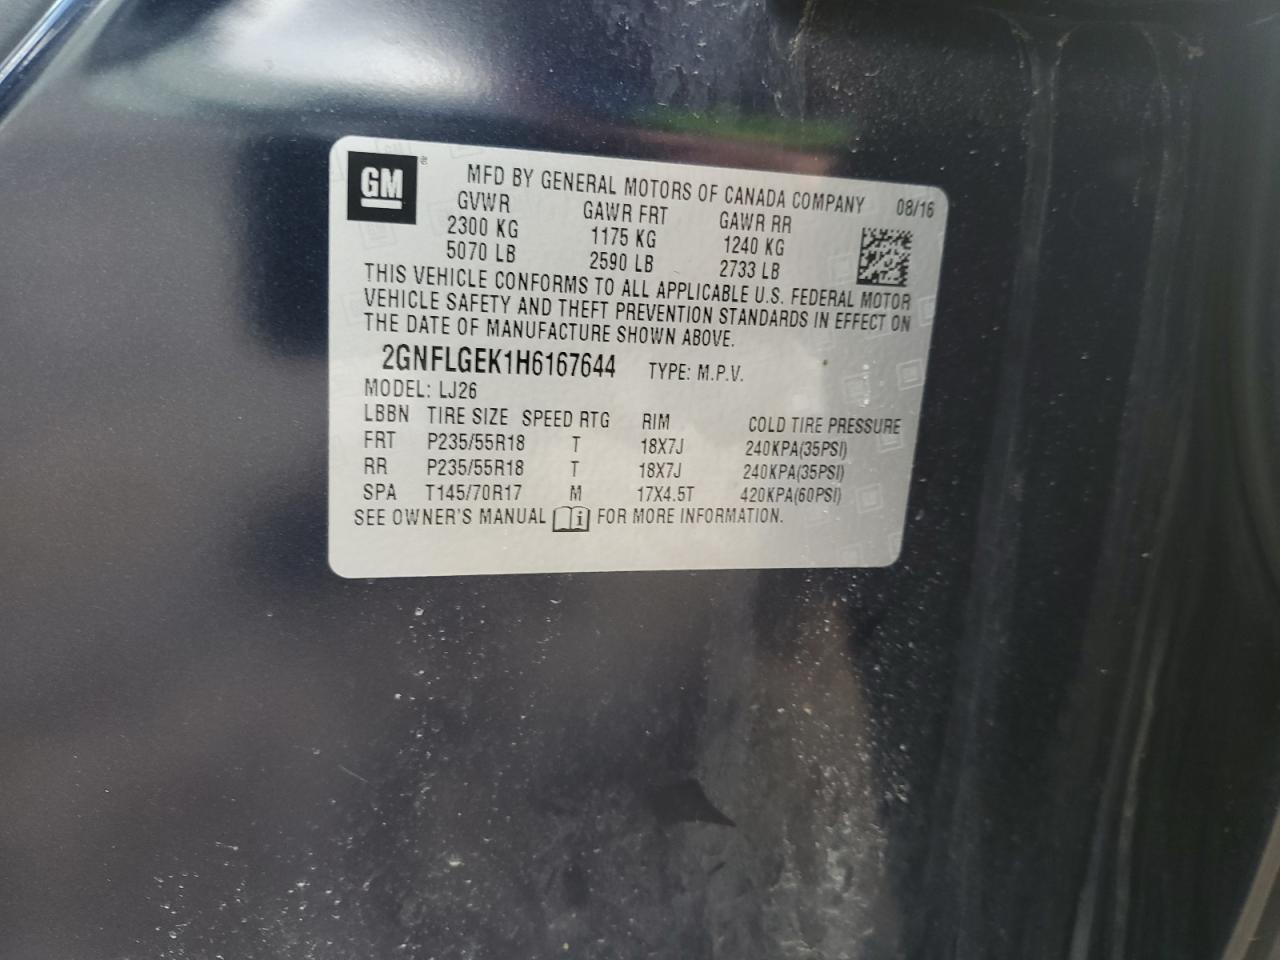 GM ®
MFD BY GENERAL MOTORS OF CANADA COMPANY 08/16
GVWR GAWR FRT GAWR RR
2300 KG 1175 KG 1240 KG
5070 LB 2590 LB 2733 LB
THIS VEHICLE CONFORMS TO ALL APPLICABLE U.S. FEDERAL MOTOR
VEHICLE SAFETY AND THEFT PREVENTION STANDARDS IN EFFECT ON
THE DATE OF MANUFACTURE SHOWN ABOVE.
2GNFLGEK1H6167644 TYPE: M.P.V.
MODEL: LJ26
LBBN TIRE SIZE SPEED RTG RIM COLD TIRE PRESSURE
FRT P235/55R18 T 18X7J 240KPA(35PSI)
RR P235/55R18 T 18X7J 240KPA(35PSI)
SPA T145/70R17 M 17X4.5T 420KPA(60PSI)
SEE OWNER'S MANUAL i FOR MORE INFORMATION.